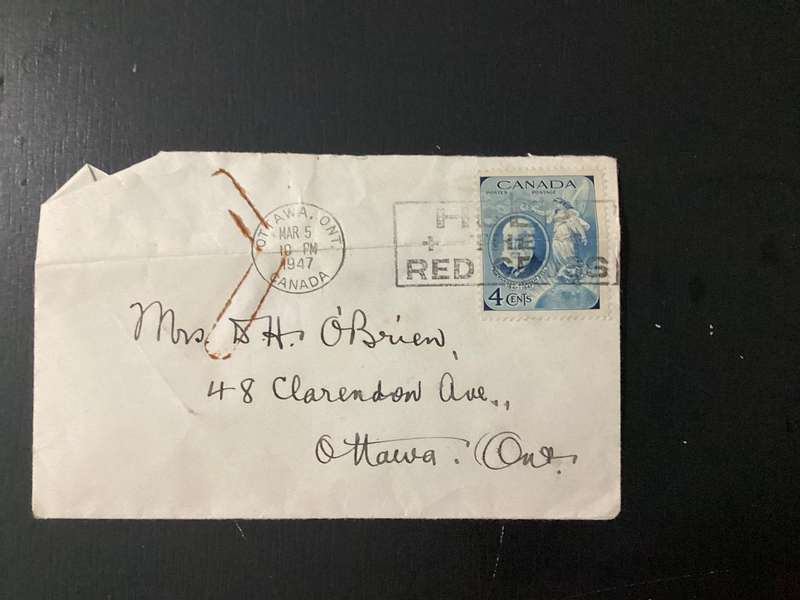 OTTAWA, ONT.
MAR 5
10 PM
1947
CANADA
RED CROSS
CANADA
POSTES POSTAGE
4 CENTS
Mrs. D H. O'Brien,
48 Clarendon Ave.,
Ottawa. Ont.